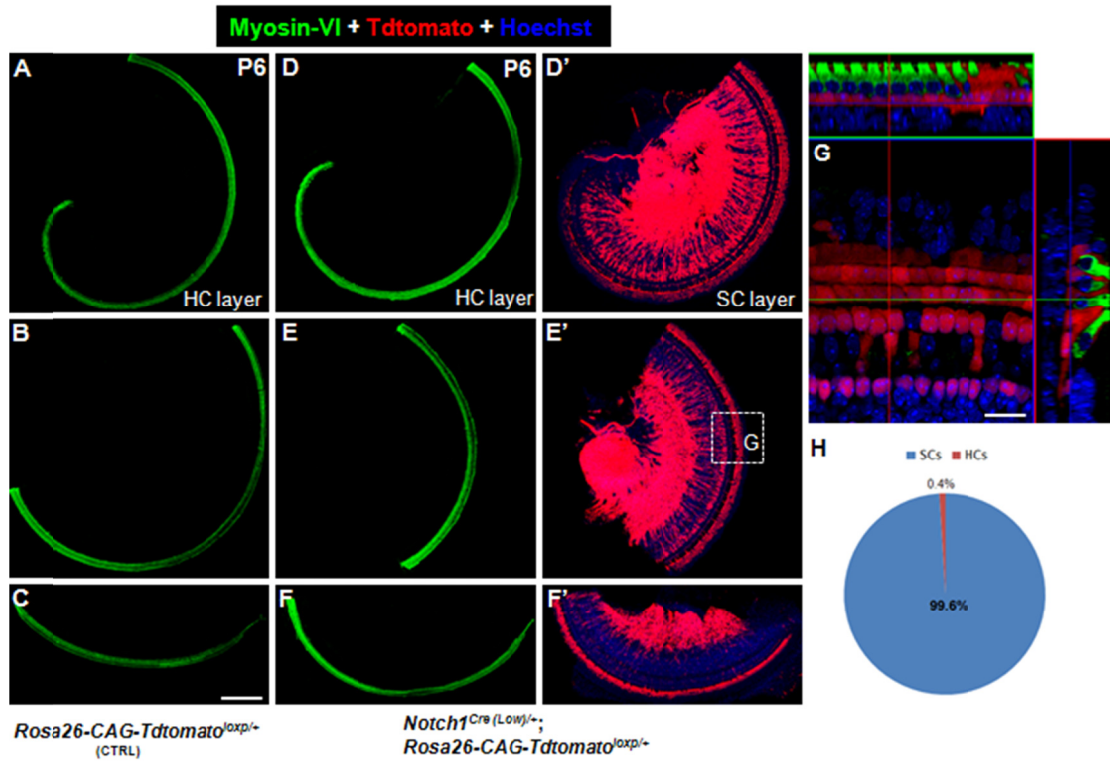 Myosin-VI + Tdtomato + Hoechst
A P6
HC layer
D P6
HC layer
D'
SC layer
G
B
E
E'
G
H
SCs HCs
0.4%
99.6%
C
F
F'
Rosa26-CAG-Tdtomato^loxp/+
(CTRL)
Notch1^Cre (Low)/+;
Rosa26-CAG-Tdtomato^loxp/+